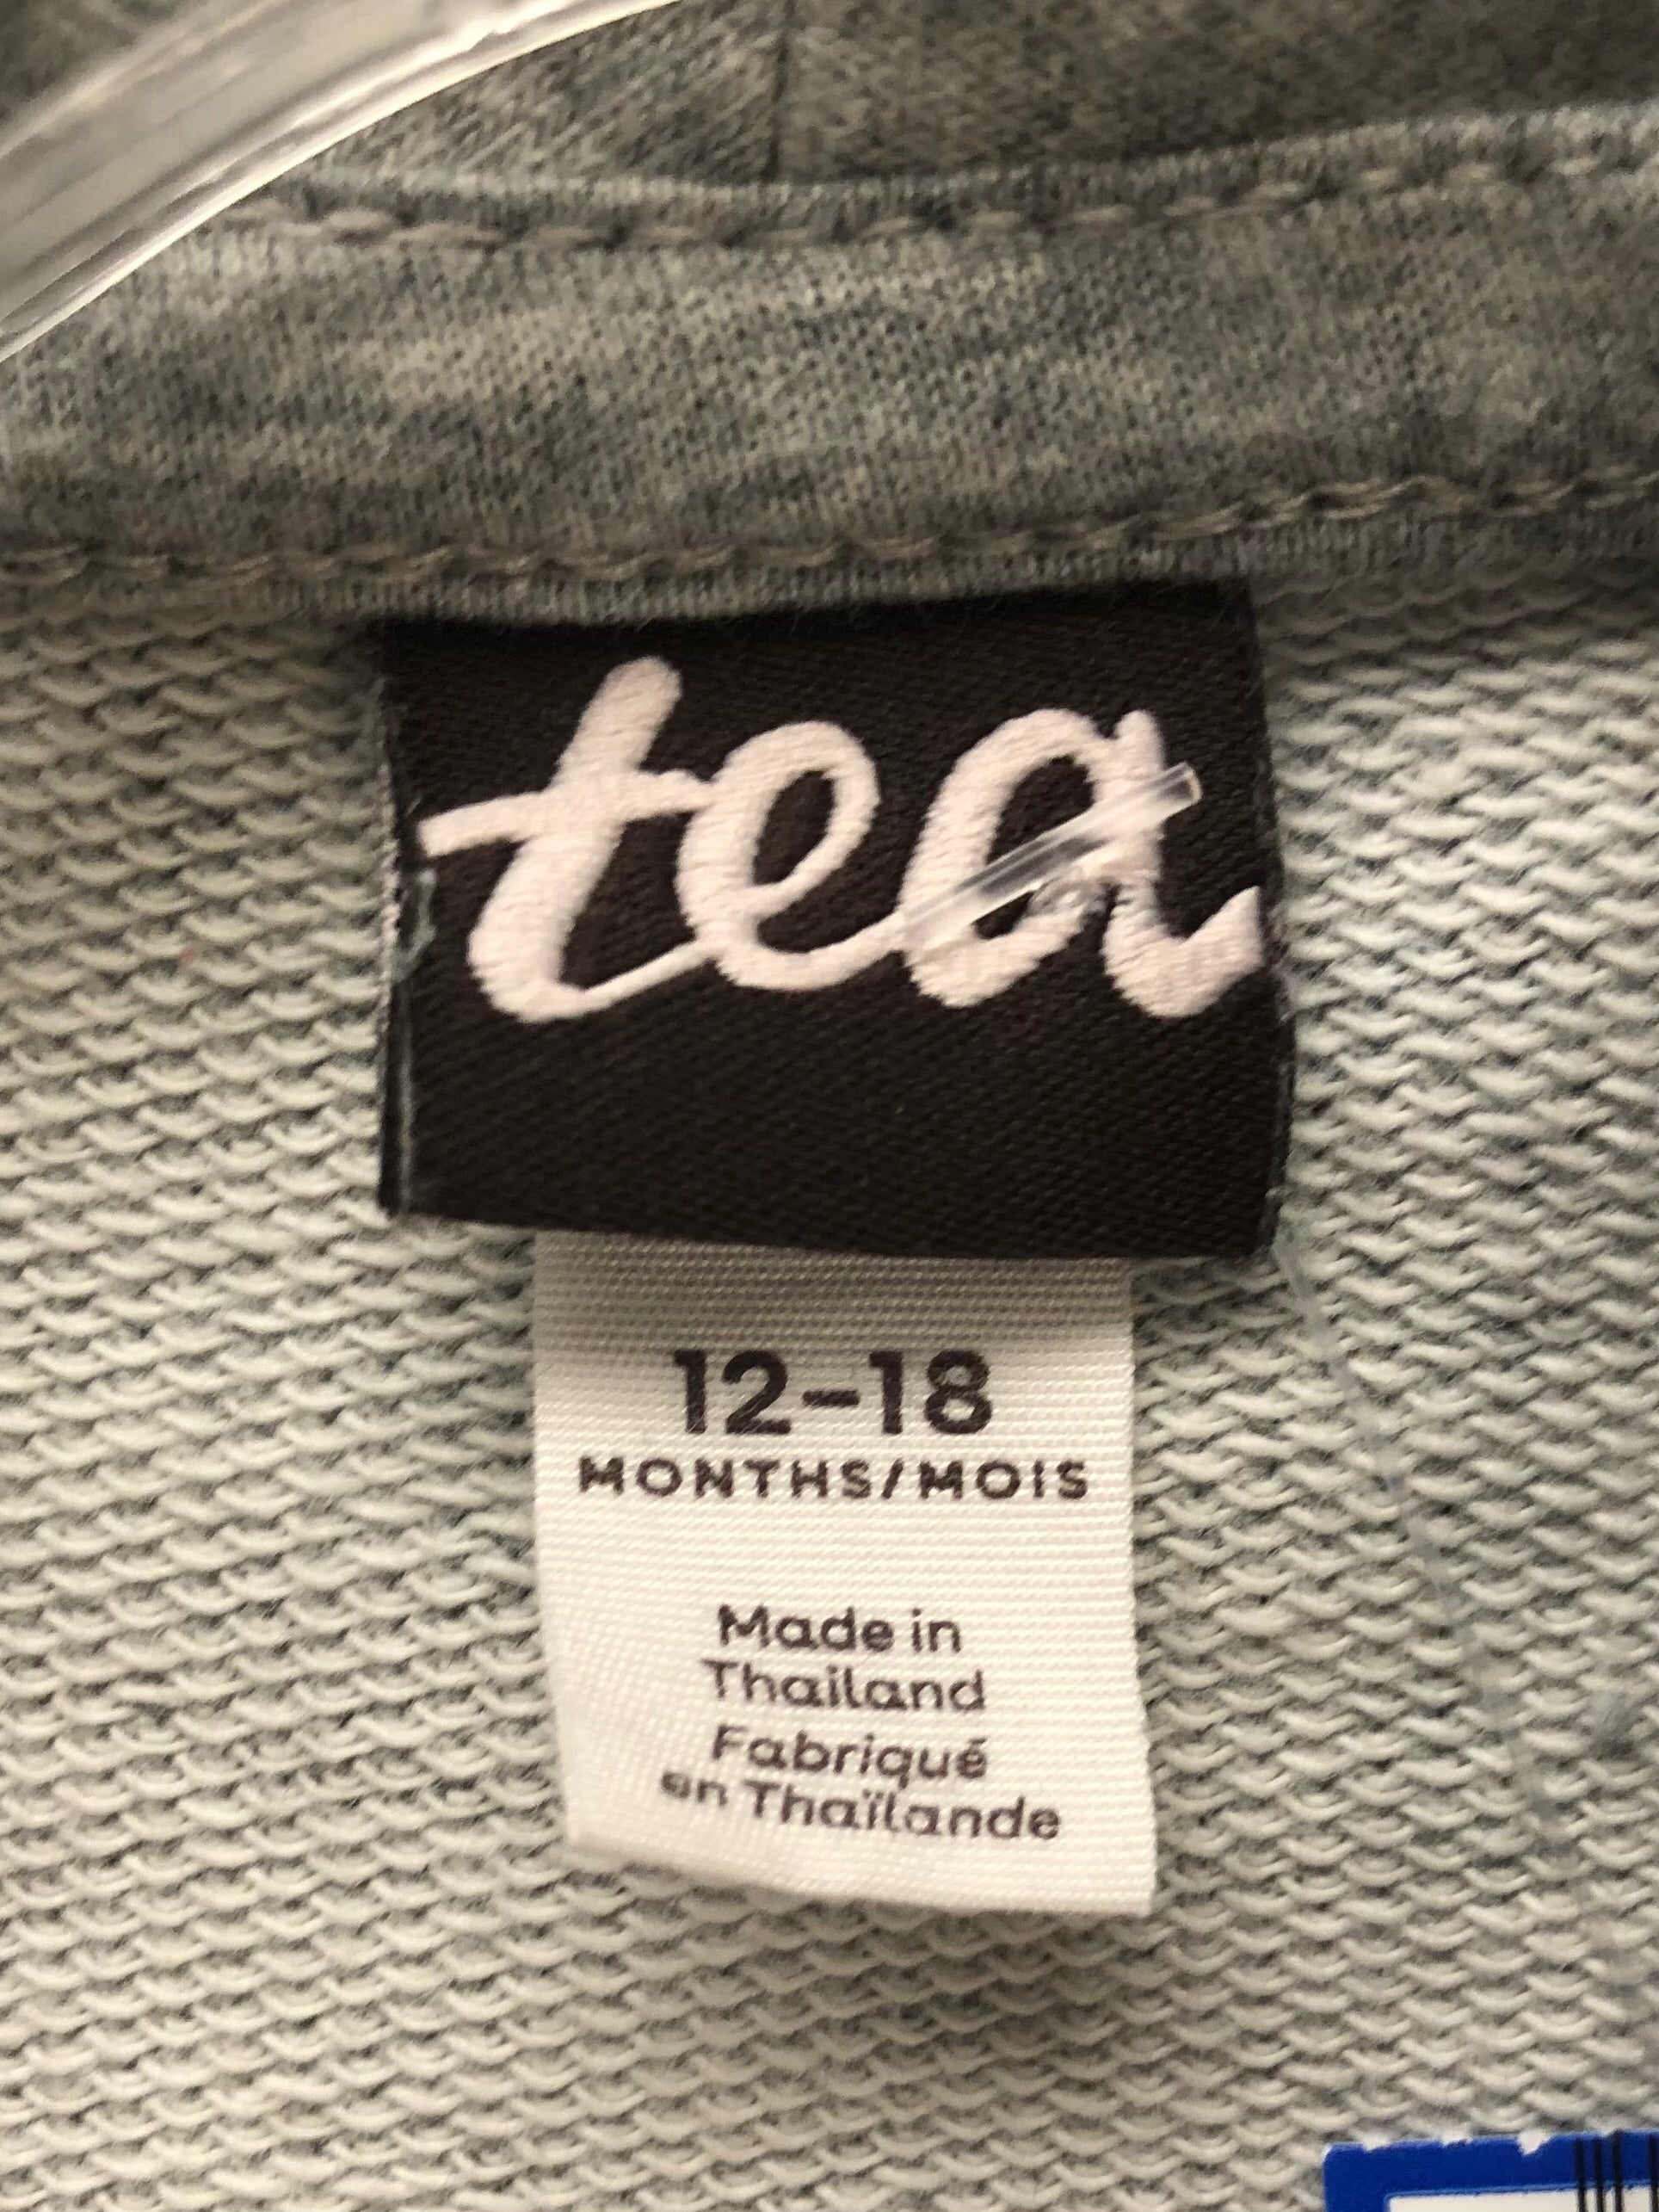 tea
12–18
MONTHS/MOIS
Made in
Thailand
Fabriqué
en Thaïlande